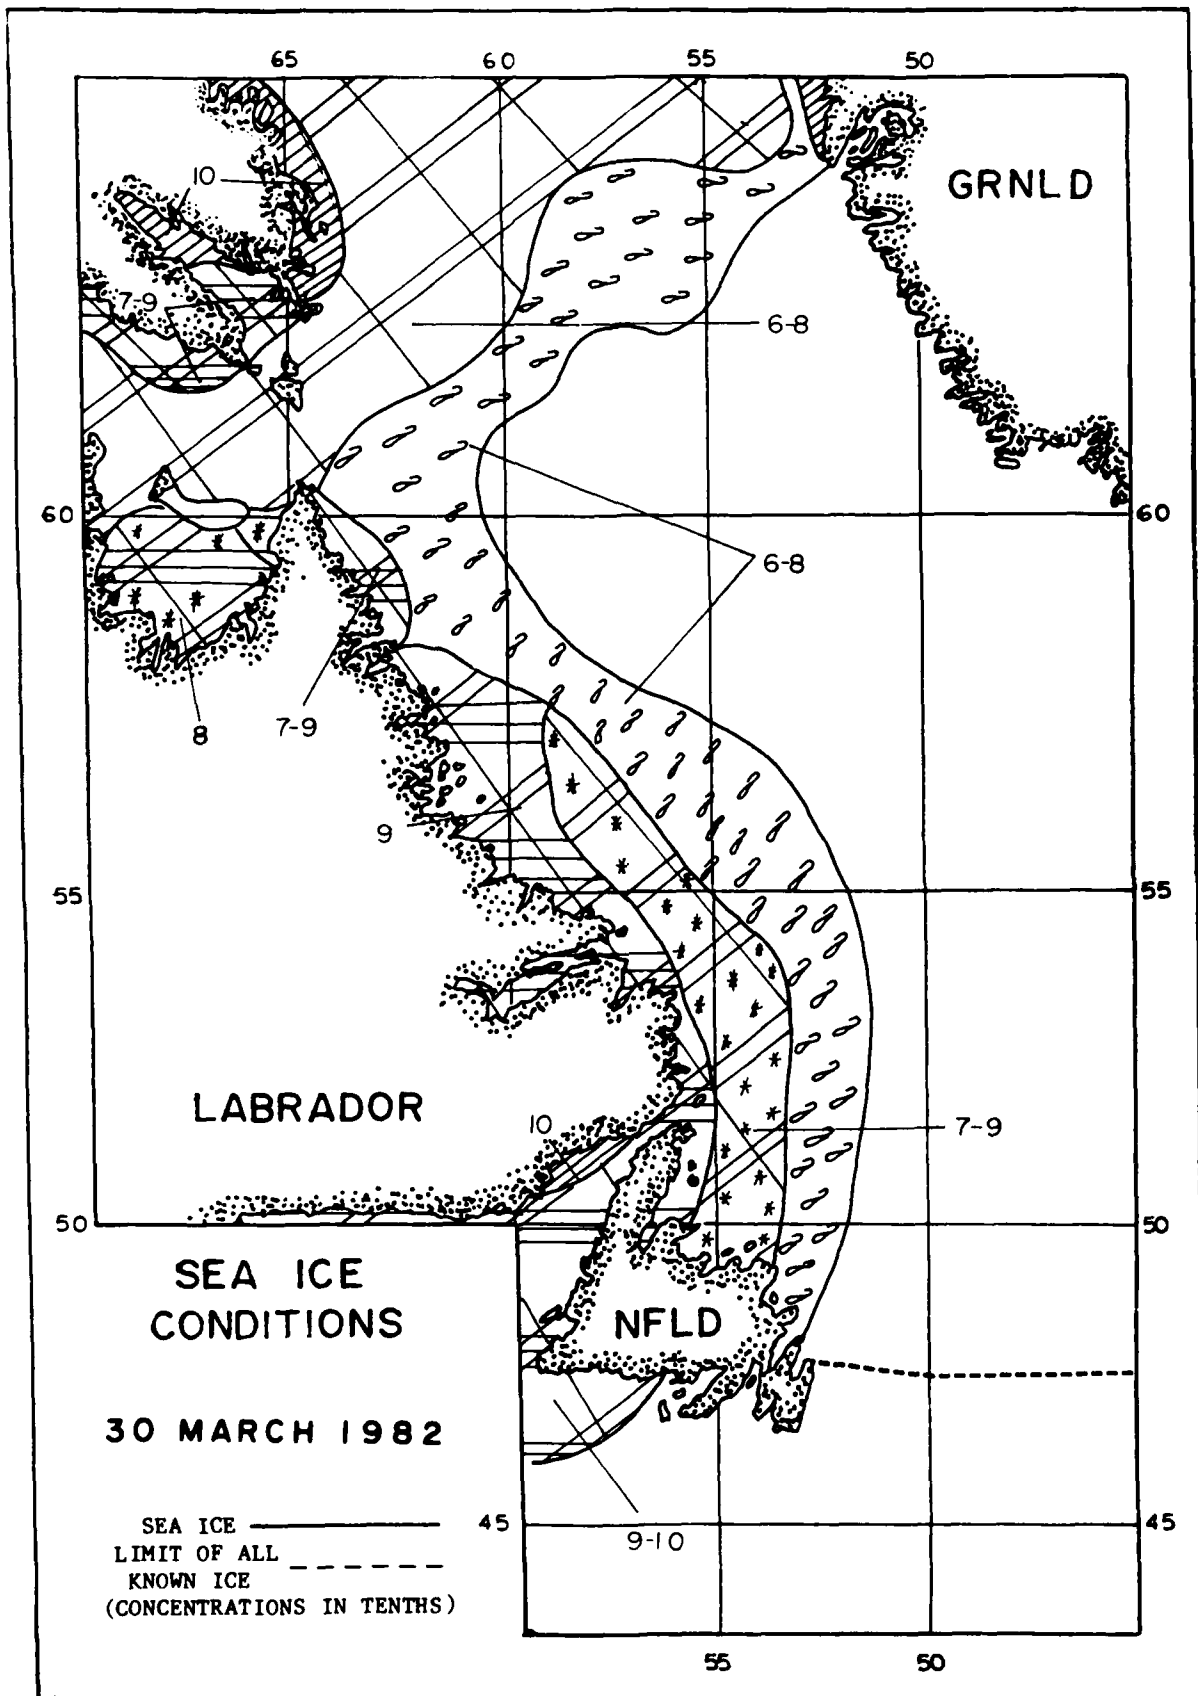 65 60 55 50
10
GRNLD
7-9
6-8
60 60
6-8
8
7-9
9
55 55
LABRADOR
10
7-9
50 50
SEA ICE
CONDITIONS
NFLD
30 MARCH 1982
SEA ICE
45 45
9-10
LIMIT OF ALL
KNOWN ICE
(CONCENTRATIONS IN TENTHS)
55 50